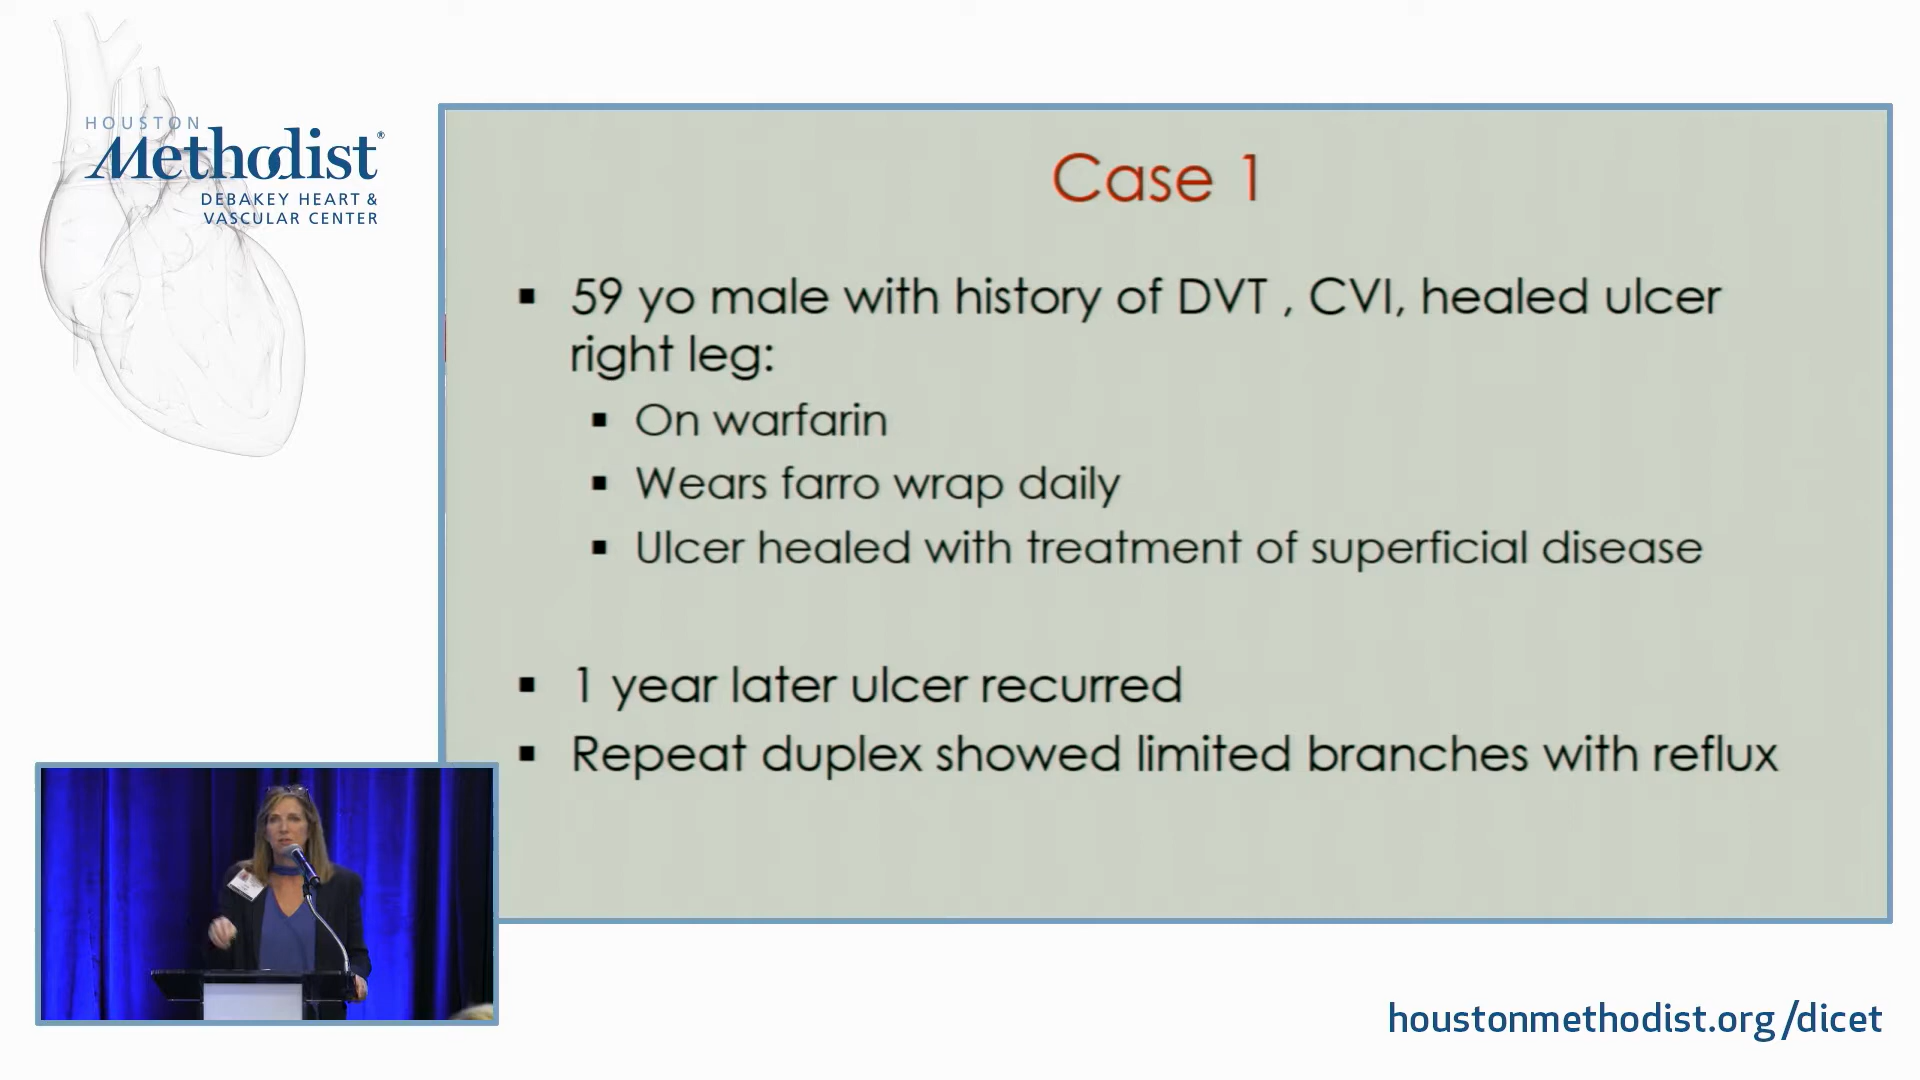 HOUSTON
Methodist®
DEBAKEY HEART &
VASCULAR CENTER
Case 1
▪ 59 yo male with history of DVT , CVI, healed ulcer
right leg:
▪ On warfarin
▪ Wears farro wrap daily
▪ Ulcer healed with treatment of superficial disease
▪ 1 year later ulcer recurred
▪ Repeat duplex showed limited branches with reflux
houstonmethodist.org/dicet